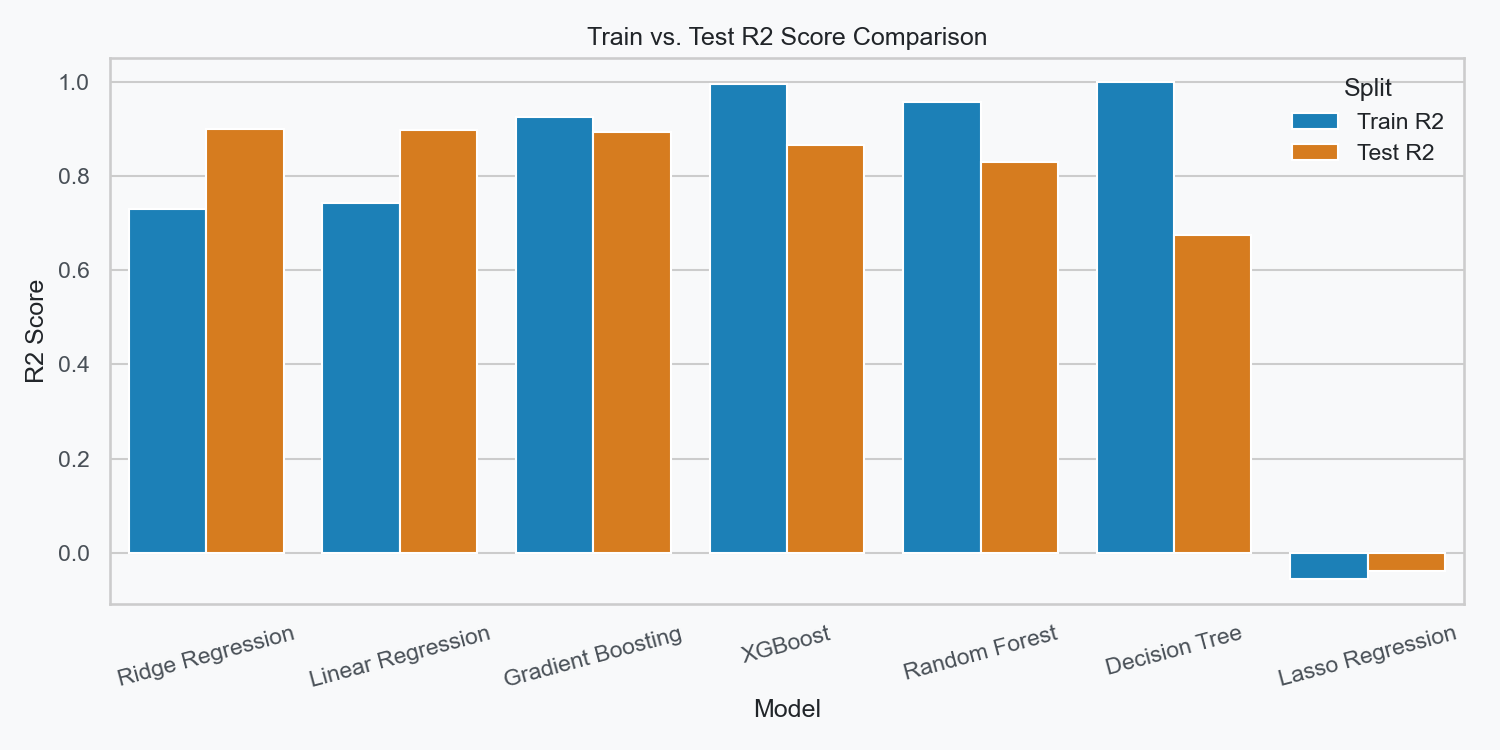 Train vs. Test R2 Score Comparison
Split
Train R2
Test R2
R2 Score
1.0
0.8
0.6
0.4
0.2
0.0
Ridge Regression
Linear Regression
Gradient Boosting
XGBoost
Random Forest
Decision Tree
Lasso Regression
Model